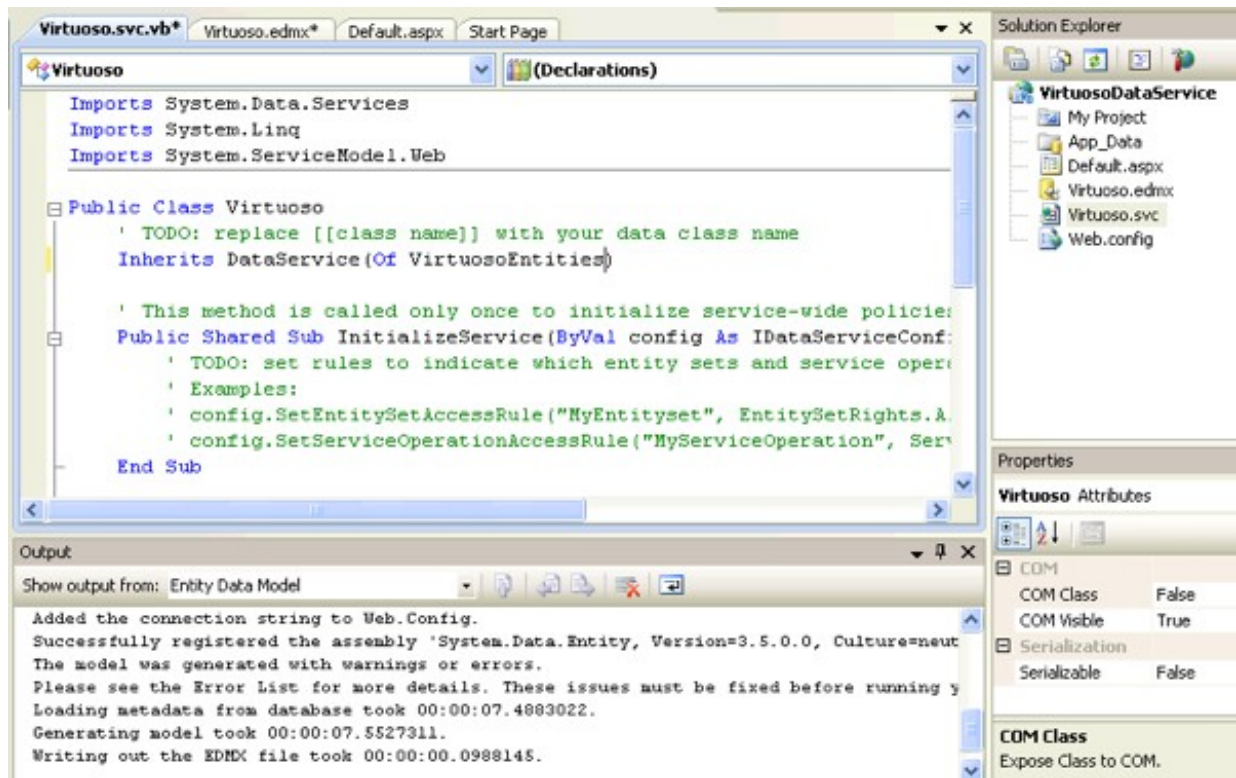 Virtuoso.svc.vb* Virtuoso.edmx* Default.aspx Start Page
Virtuoso (Declarations)
Imports System.Data.Services
Imports System.Linq
Imports System.ServiceModel.Web
Public Class Virtuoso
' TODO: replace [[class name]] with your data class name
Inherits DataService(Of VirtuosoEntities)
' This method is called only once to initialize service-wide policies
Public Shared Sub InitializeService(ByVal config As IDataServiceConf
' TODO: set rules to indicate which entity sets and service oper
' Examples:
' config.SetEntitySetAccessRule("MyEntityset", EntitySetRights.A
' config.SetServiceOperationAccessRule("MyServiceOperation", Serv
End Sub
Output
Show output from: Entity Data Model
Added the connection string to Web.Config.
Successfully registered the assembly 'System.Data.Entity, Version=3.5.0.0, Culture=neut
The model was generated with warnings or errors.
Please see the Error List for more details. These issues must be fixed before running y
Loading metadata from database took 00:00:07.4883022.
Generating model took 00:00:07.5527311.
Writing out the EDMX file took 00:00:00.0988145.
Solution Explorer
VirtuosoDataService
My Project
App_Data
Default.aspx
Virtuoso.edmx
Virtuoso.svc
Web.config
Properties
Virtuoso Attributes
COM
COM Class False
COM Visible True
Serialization
Serializable False
COM Class
Expose Class to COM.